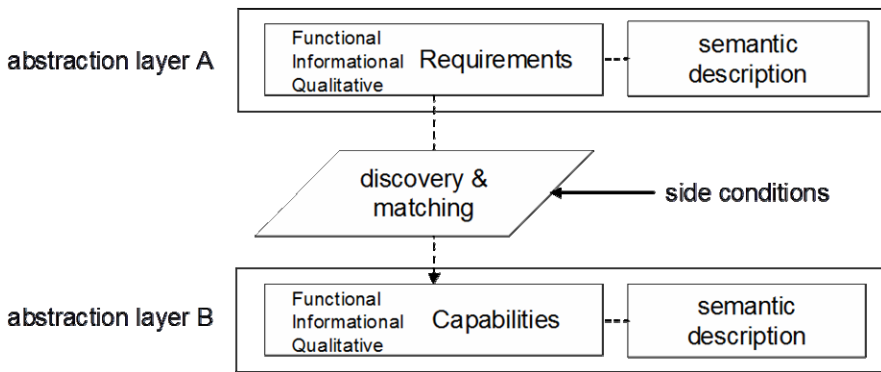 abstraction layer A
Functional
Informational
Qualitative
Requirements
semantic
description
discovery &
matching
side conditions
abstraction layer B
Functional
Informational
Qualitative
Capabilities
semantic
description